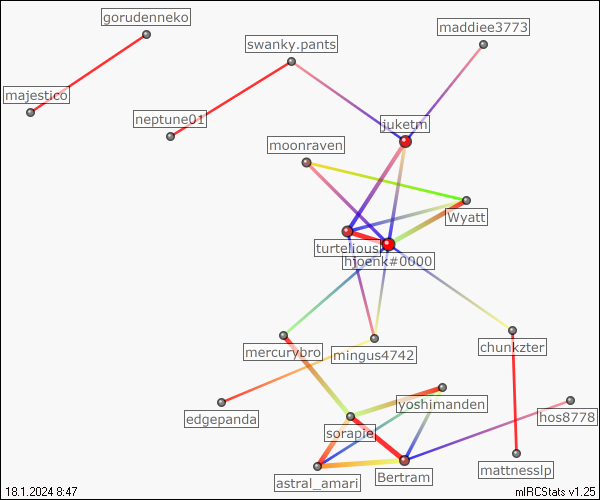 gorudenneko
maddiee3773
swanky.pants
majestico
neptune01
juketm
moonraven
Wyatt
turtelious
hjoenk#0000
mercurybro
mingus4742
chunkzter
edgepanda
yoshimanden
hos8778
sorapie
astral_amari
Bertram
mattnesslp
18.1.2024 8:47
mIRCStats v1.25